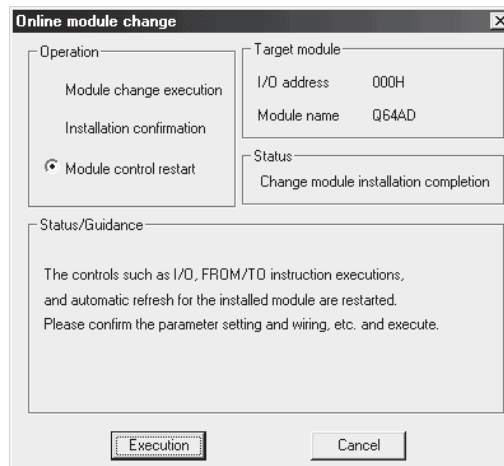 Online module change
Operation
Module change execution
Installation confirmation
Module control restart
Target module
I/O address 000H
Module name Q64AD
Status
Change module installation completion
Status/Guidance
The controls such as I/O, FROM/TO instruction executions,
and automatic refresh for the installed module are restarted.
Please confirm the parameter setting and wiring, etc. and execute.
Execution
Cancel